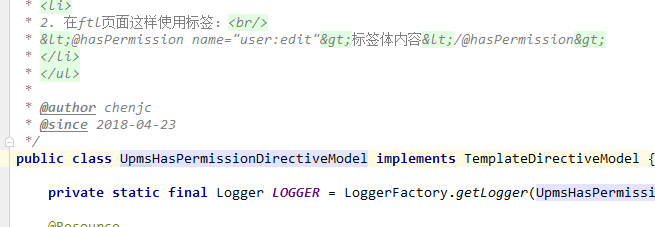 * <li>
* 2. 在ftl页面这样使用标签：<br/>
* &lt;@hasPermission name="user:edit"&gt;标签体内容&lt;/@hasPermission&gt;
* </li>
* </ul>
*
* @author chenjc
* @since 2018-04-23
*/
public class UpmsHasPermissionDirectiveModel implements TemplateDirectiveModel {
private static final Logger LOGGER = LoggerFactory.getLogger(UpmsHasPermissi
@Resource